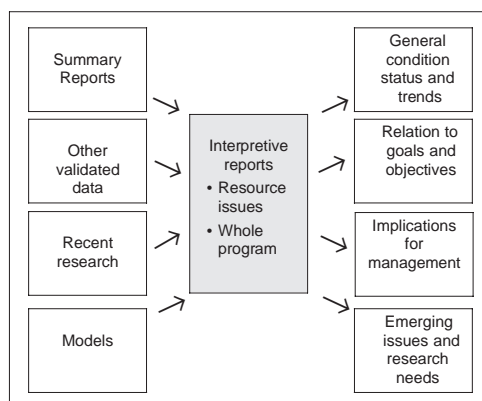 Summary
Reports
Other
validated
data
Recent
research
Models
Interpretive
reports
• Resource
issues
• Whole
program
General
condition
status and
trends
Relation to
goals and
objectives
Implications
for
management
Emerging
issues and
research
needs